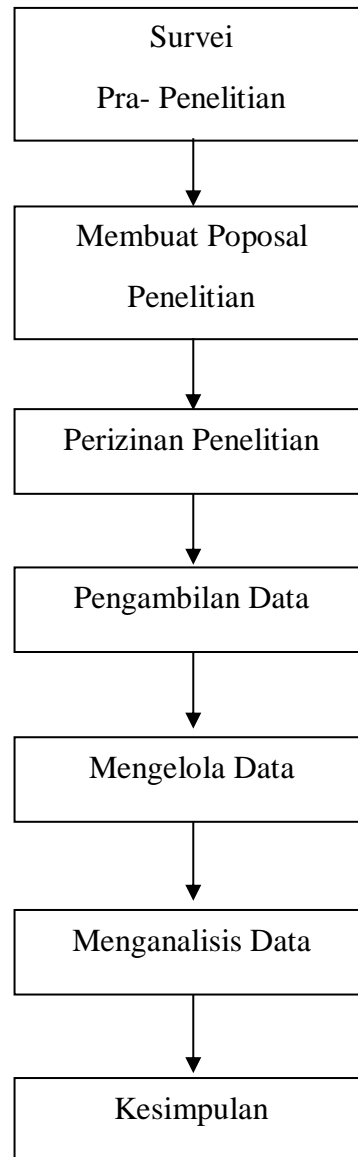 Survei
Pra- Penelitian
Membuat Poposal
Penelitian
Perizinan Penelitian
Pengambilan Data
Mengelola Data
Menganalisis Data
Kesimpulan